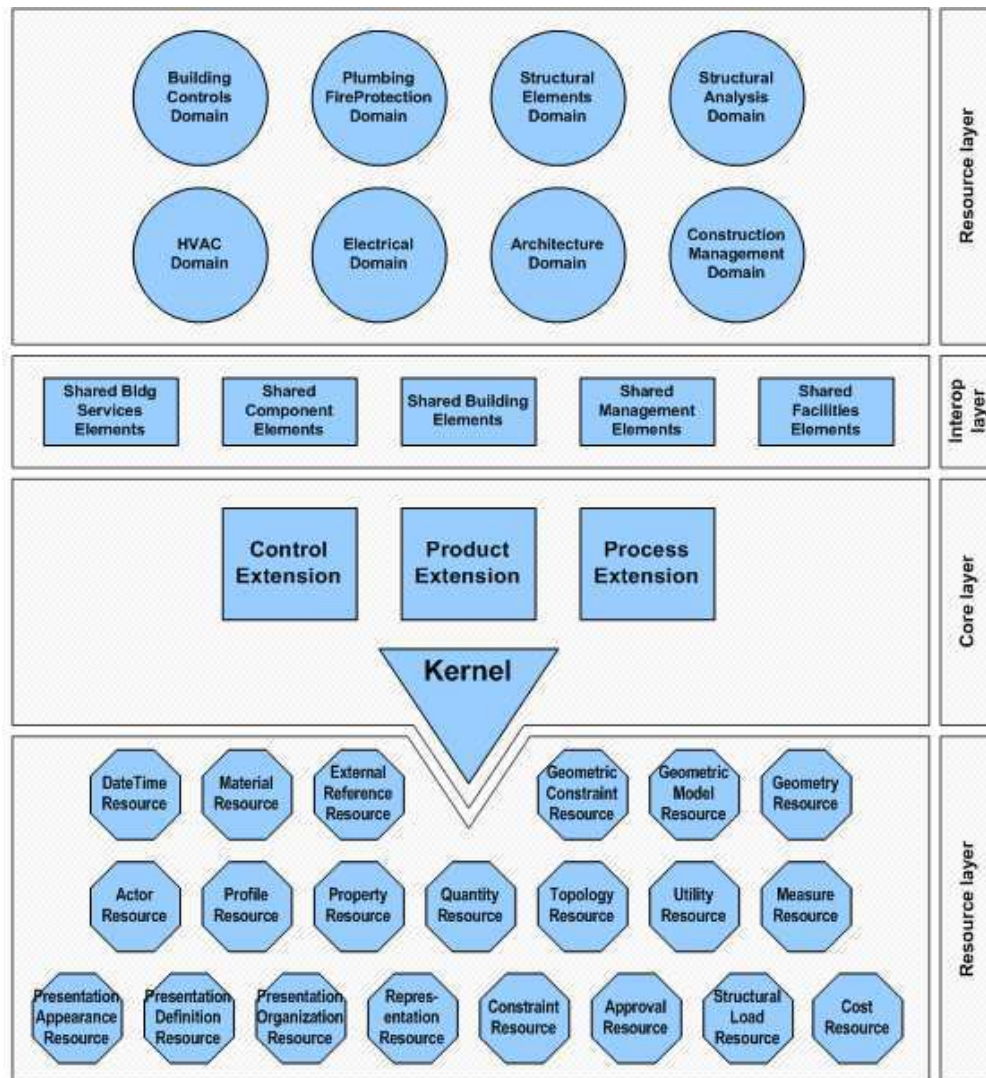 Building
Controls
Domain
Plumbing
FireProtection
Domain
Structural
Elements
Domain
Structural
Analysis
Domain
HVAC
Domain
Electrical
Domain
Architecture
Domain
Construction
Management
Domain
Resource layer
Shared Bldg
Services
Elements
Shared
Component
Elements
Shared Building
Elements
Shared
Management
Elements
Shared
Facilities
Elements
Interop
layer
Control
Extension
Product
Extension
Process
Extension
Kernel
Core layer
DateTime
Resource
Material
Resource
External
Reference
Resource
Geometric
Constraint
Resource
Geometric
Model
Resource
Geometry
Resource
Actor
Resource
Profile
Resource
Property
Resource
Quantity
Resource
Topology
Resource
Utility
Resource
Measure
Resource
Presentation
Appearance
Resource
Presentation
Definition
Resource
Presentation
Organization
Resource
Repres-
entation
Resource
Constraint
Resource
Approval
Resource
Structural
Load
Resource
Cost
Resource
Resource layer